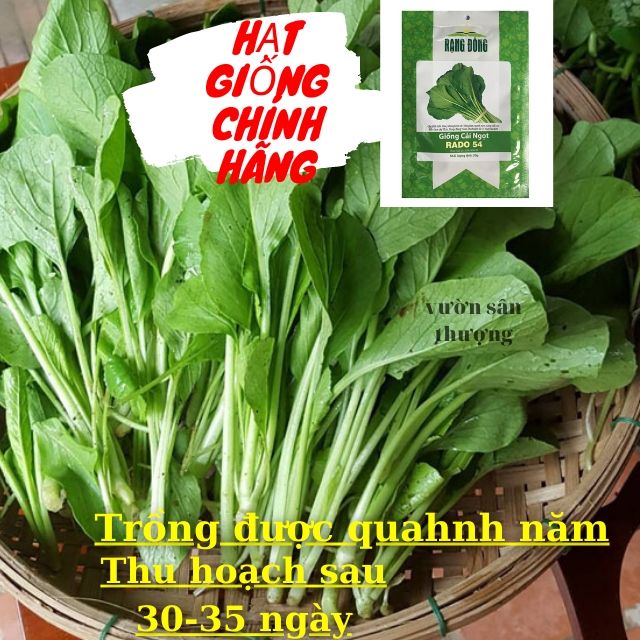 HẠT
GIỐNG
CHÍNH
HÃNG
RẠNG ĐÔNG
Giống Cải Ngọt
RADO 54
vườn sân
thượng
Trồng được quahnh năm
Thu hoạch sau
30-35 ngày